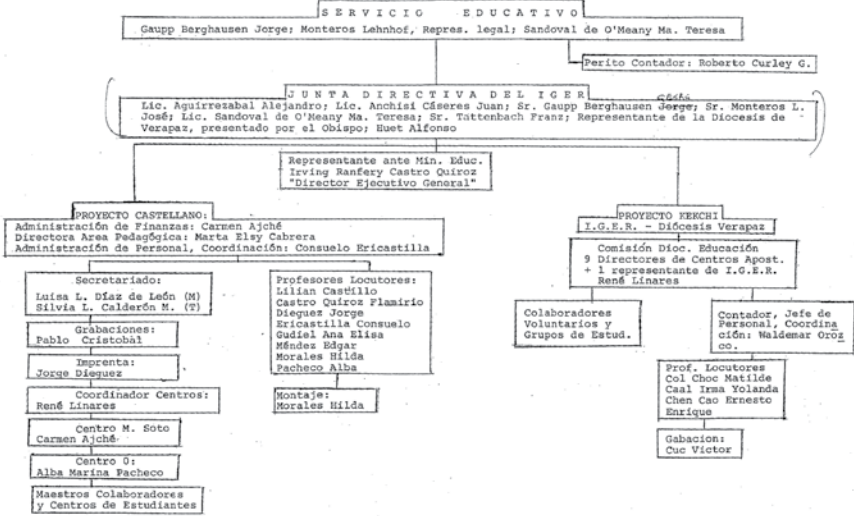 SERVICIO EDUCATIVO
Gaupp Berghausen Jorge; Monteros Lehnhof, Repres. legal; Sandoval de O'Meany Ma. Teresa
Perito Contador: Roberto Curley G.
JUNTA DIRECTIVA DEL IGER
Lic. Aguirrezabal Alejandro; Lic. Anchisi Cáseres Juan; Sr. Gaupp Berghausen Jorge; Sr. Monteros L.
José; Lic. Sandoval de O'Meany Ma. Teresa; Sr. Tattenbach Franz; Representante de la Diocesis de
Verapaz, presentado por el Obispo; Huet Alfonso
Representante ante Min. Educ.
Irving Ranfery Castro Quiroz
"Director Ejecutivo General"
PROYECTO CASTELLANO:
Administración de Finanzas: Carmen Ajché
Directora Area Pedagógica: Marta Elsy Cabrera
Administración de Personal, Coordinación: Consuelo Ericastilla
Secretariado:
Luisa L. Díaz de León (M)
Silvia L. Calderón M. (T)
Grabaciones:
Pablo Cristobal
Imprenta:
Jorge Dieguez
Coordinador Centros:
René Linares
Centro M. Soto
Carmen Ajché
Centro 0:
Alba Marina Pacheco
Maestros Colaboradores
y Centros de Estudiantes
Profesores Locutores:
Lilian Castillo
Castro Quiroz Flamirio
Dieguez Jorge
Ericastilla Consuelo
Gudiel Ana Elisa
Méndez Edgar
Morales Hilda
Pacheco Alba
Montaje:
Morales Hilda
PROYECTO KEKCHI
I.G.E.R. - Diócesis Verapaz
Comisión Dioc. Educación
9 Directores de Centros Apost.
+ 1 representante de I.G.E.R.
René Linares
Colaboradores
Voluntarios y
Grupos de Estud.
Contador, Jefe de
Personal, Coordina
ción: Waldemar Oroz
co.
Prof. Locutores
Col Choc Matilde
Caal Irma Yolanda
Chen Cao Ernesto
Enrique
Gabacion:
Cuc Victor